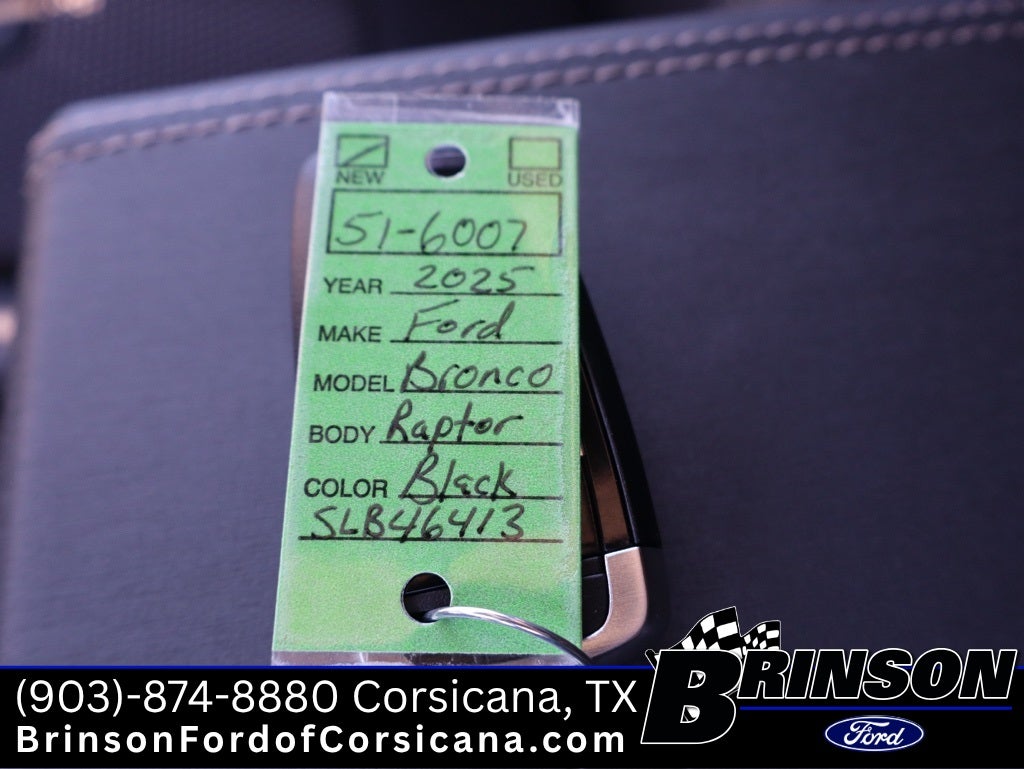 NEW USED
51-6007
YEAR 2025
MAKE Ford
MODEL Bronco
BODY Raptor
COLOR Black
SLB46413
(903)-874-8880 Corsicana, TX
BrinsonFordofCorsicana.com
BRINSON
Ford